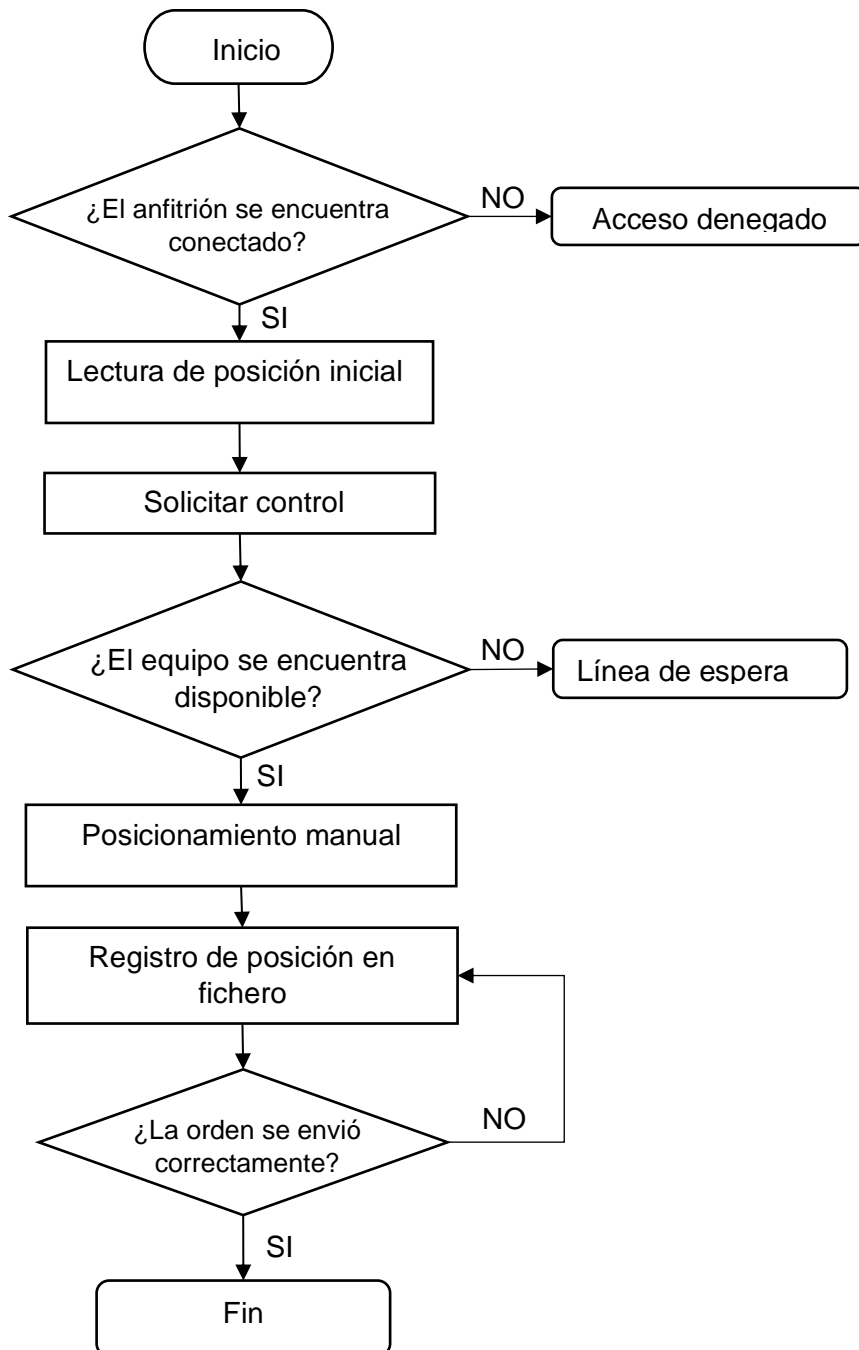 Inicio
¿El anfitrión se encuentra
conectado?
NO
Acceso denegado
SI
Lectura de posición inicial
Solicitar control
¿El equipo se encuentra
disponible?
NO
Línea de espera
SI
Posicionamiento manual
Registro de posición en
fichero
¿La orden se envió
correctamente?
NO
SI
Fin